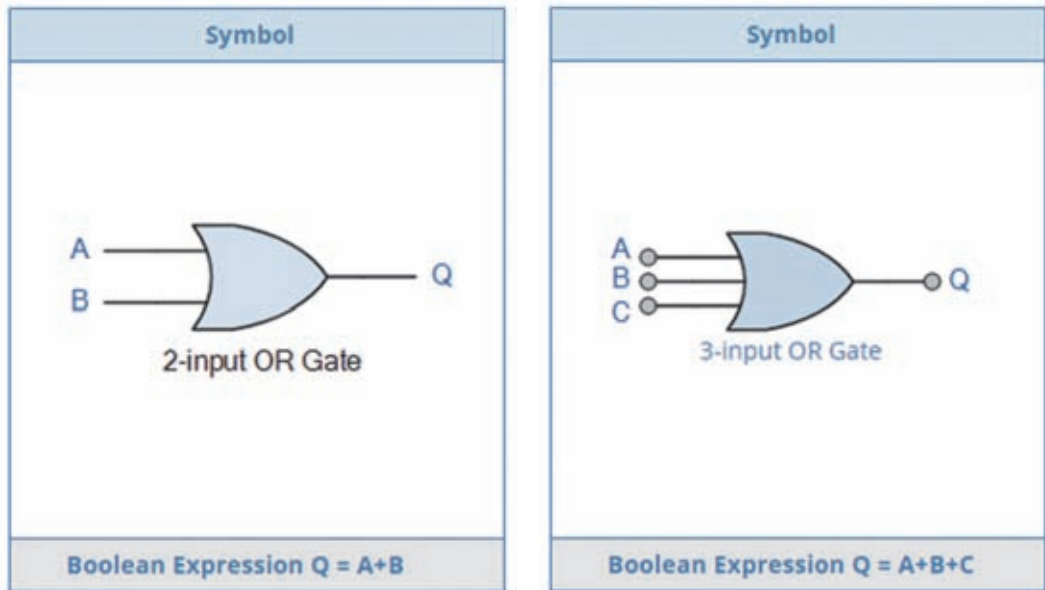 Symbol
A
B
Q
2-input OR Gate
Boolean Expression Q = A+B
Symbol
A
B
C
Q
3-input OR Gate
Boolean Expression Q = A+B+C